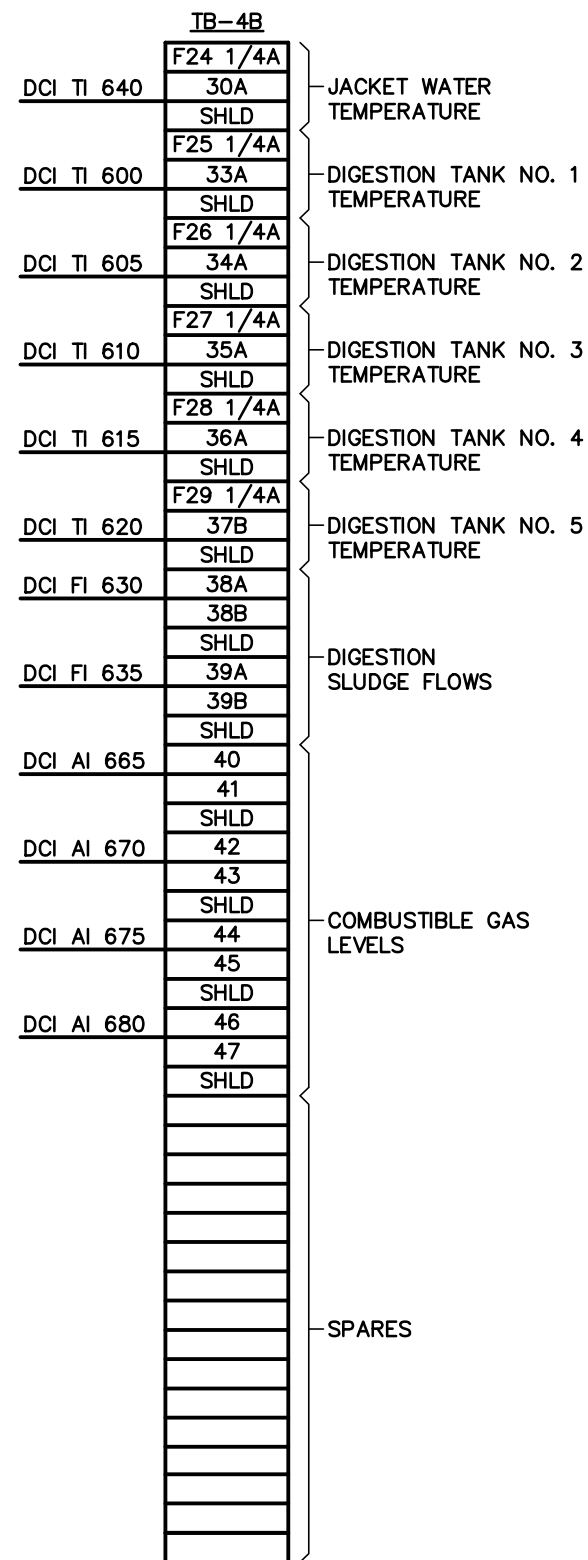 TB-4B
F24 1/4A
DCI TI 640 30A JACKET WATER
SHLD TEMPERATURE
F25 1/4A
DCI TI 600 33A DIGESTION TANK NO. 1
SHLD TEMPERATURE
F26 1/4A
DCI TI 605 34A DIGESTION TANK NO. 2
SHLD TEMPERATURE
F27 1/4A
DCI TI 610 35A DIGESTION TANK NO. 3
SHLD TEMPERATURE
F28 1/4A
DCI TI 615 36A DIGESTION TANK NO. 4
SHLD TEMPERATURE
F29 1/4A
DCI TI 620 37B DIGESTION TANK NO. 5
SHLD TEMPERATURE
DCI FI 630 38A
38B
SHLD DIGESTION
DCI FI 635 39A SLUDGE FLOWS
39B
SHLD
DCI AI 665 40
41
SHLD
DCI AI 670 42
43
SHLD COMBUSTIBLE GAS
DCI AI 675 44 LEVELS
45
SHLD
DCI AI 680 46
47
SHLD
SPARES